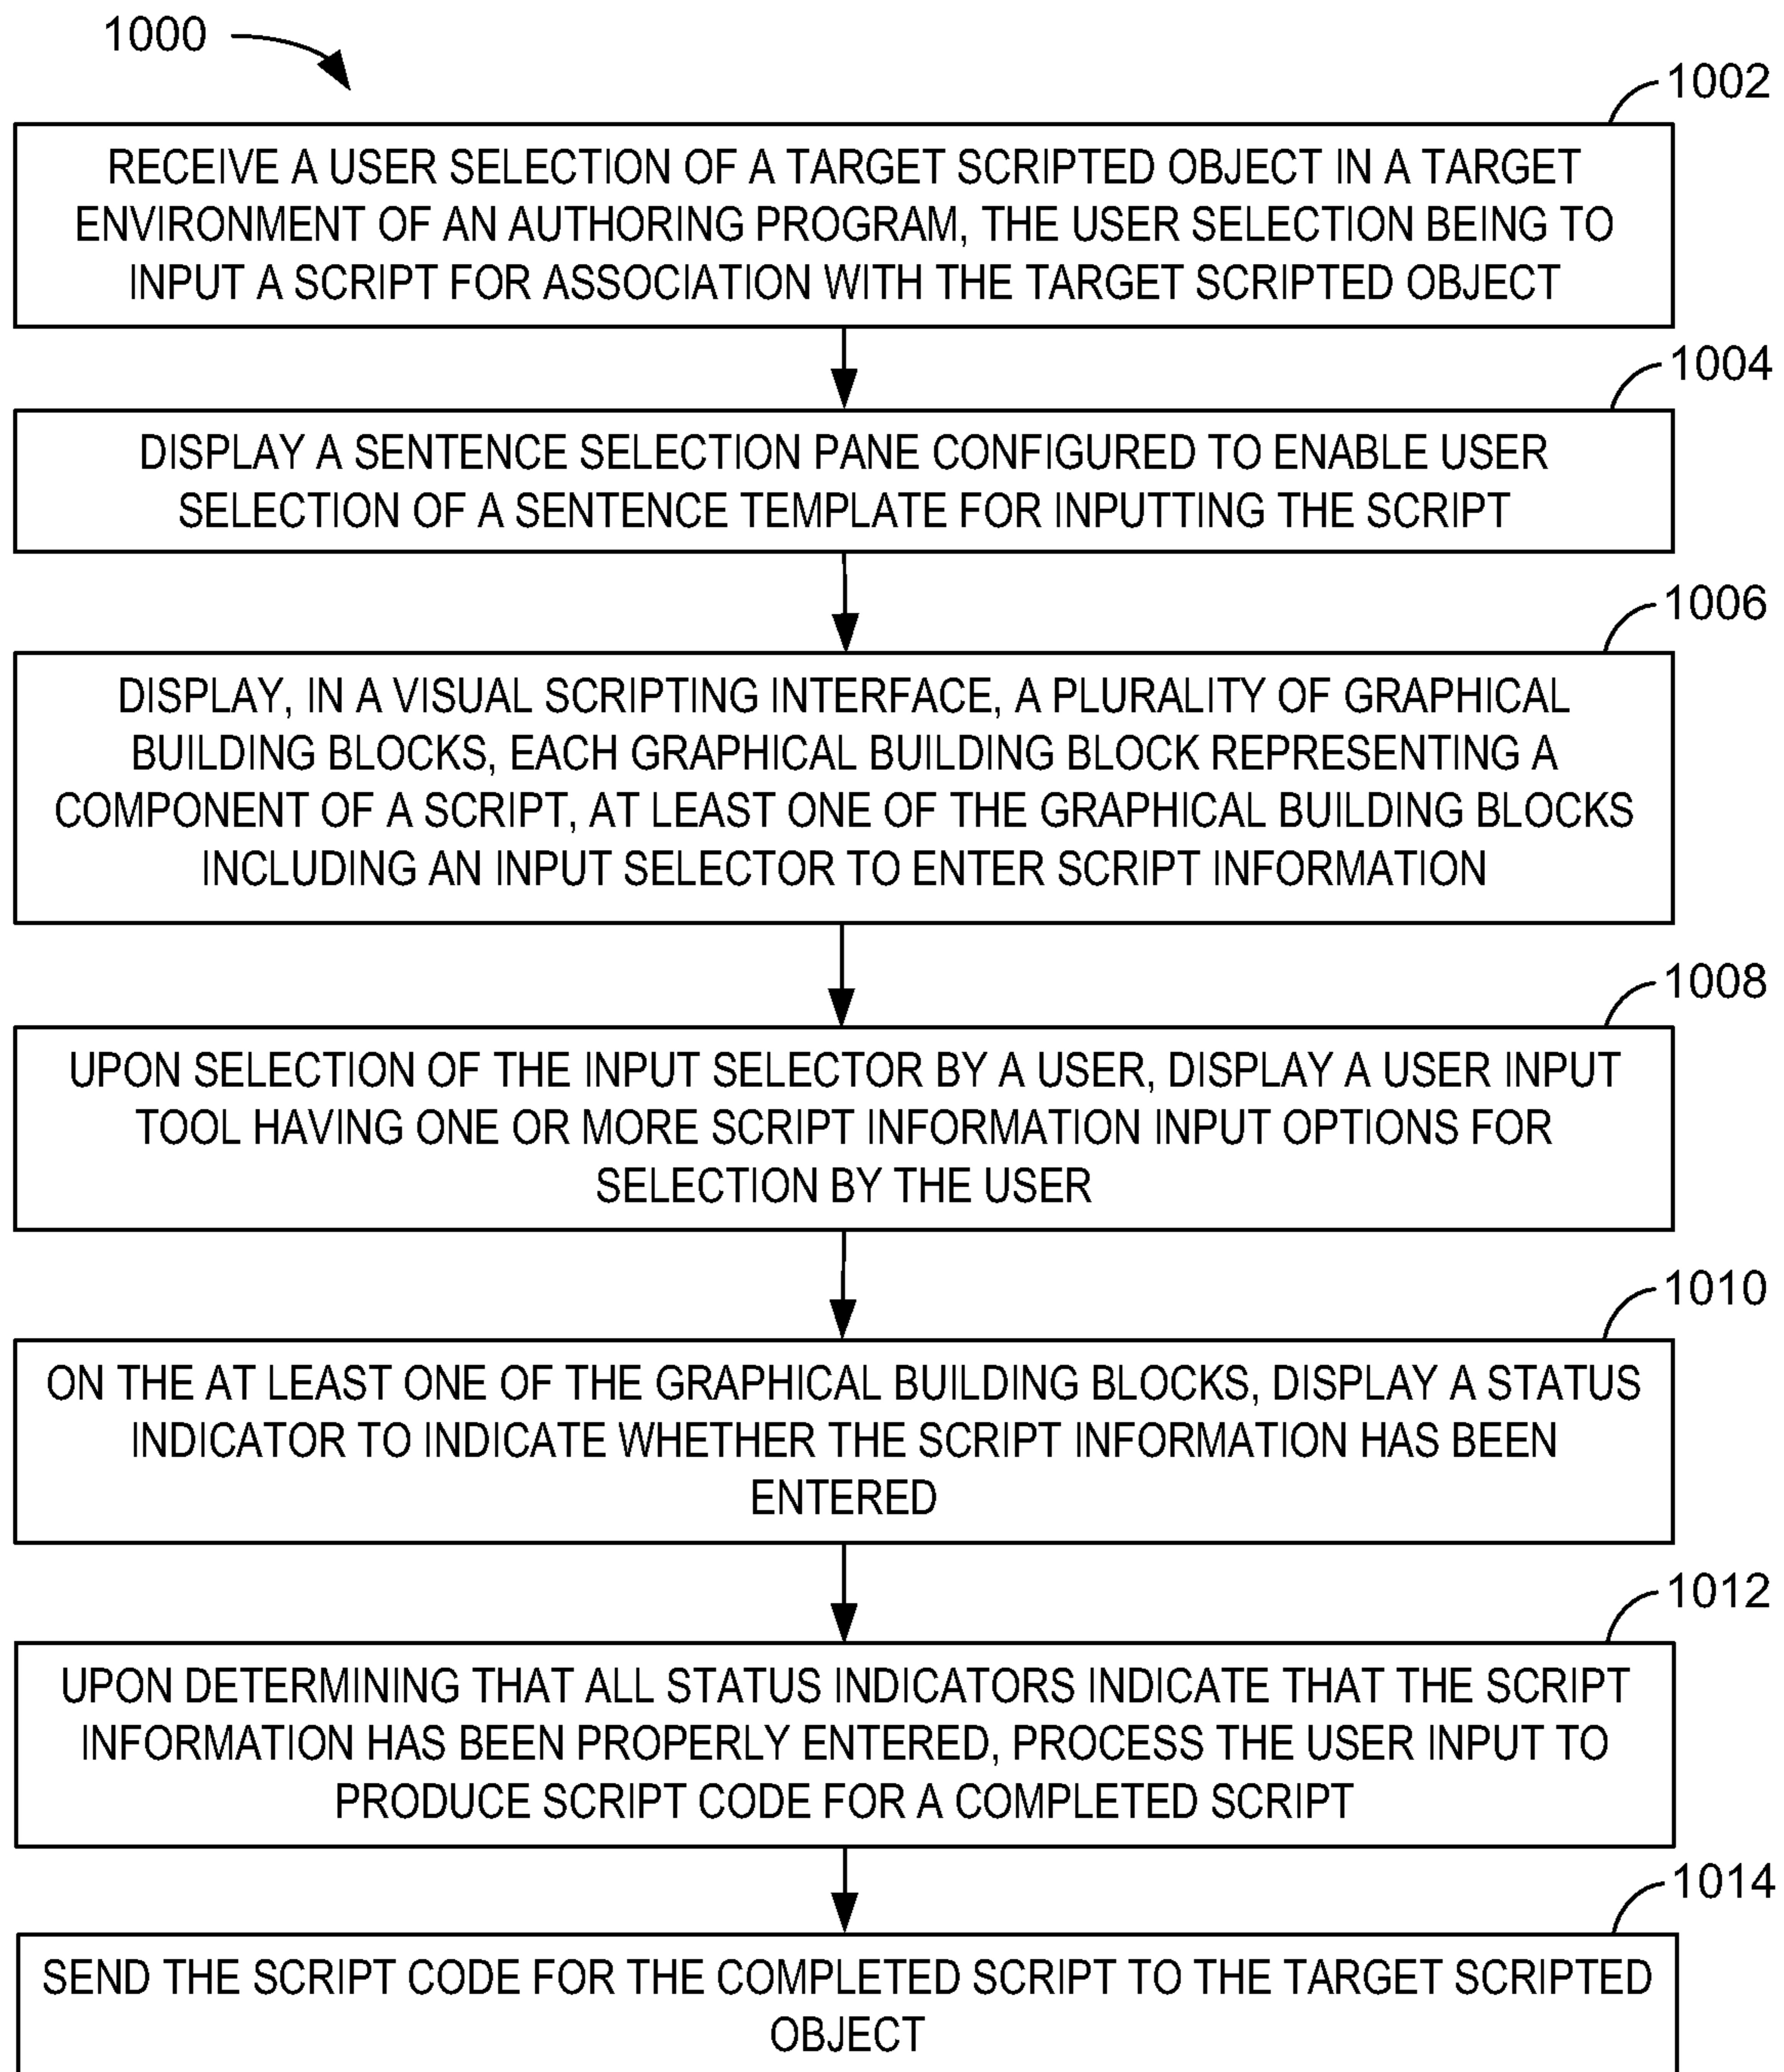 1000
1002
RECEIVE A USER SELECTION OF A TARGET SCRIPTED OBJECT IN A TARGET
ENVIRONMENT OF AN AUTHORING PROGRAM, THE USER SELECTION BEING TO
INPUT A SCRIPT FOR ASSOCIATION WITH THE TARGET SCRIPTED OBJECT
1004
DISPLAY A SENTENCE SELECTION PANE CONFIGURED TO ENABLE USER
SELECTION OF A SENTENCE TEMPLATE FOR INPUTTING THE SCRIPT
1006
DISPLAY, IN A VISUAL SCRIPTING INTERFACE, A PLURALITY OF GRAPHICAL
BUILDING BLOCKS, EACH GRAPHICAL BUILDING BLOCK REPRESENTING A
COMPONENT OF A SCRIPT, AT LEAST ONE OF THE GRAPHICAL BUILDING BLOCKS
INCLUDING AN INPUT SELECTOR TO ENTER SCRIPT INFORMATION
1008
UPON SELECTION OF THE INPUT SELECTOR BY A USER, DISPLAY A USER INPUT
TOOL HAVING ONE OR MORE SCRIPT INFORMATION INPUT OPTIONS FOR
SELECTION BY THE USER
1010
ON THE AT LEAST ONE OF THE GRAPHICAL BUILDING BLOCKS, DISPLAY A STATUS
INDICATOR TO INDICATE WHETHER THE SCRIPT INFORMATION HAS BEEN
ENTERED
1012
UPON DETERMINING THAT ALL STATUS INDICATORS INDICATE THAT THE SCRIPT
INFORMATION HAS BEEN PROPERLY ENTERED, PROCESS THE USER INPUT TO
PRODUCE SCRIPT CODE FOR A COMPLETED SCRIPT
1014
SEND THE SCRIPT CODE FOR THE COMPLETED SCRIPT TO THE TARGET SCRIPTED
OBJECT